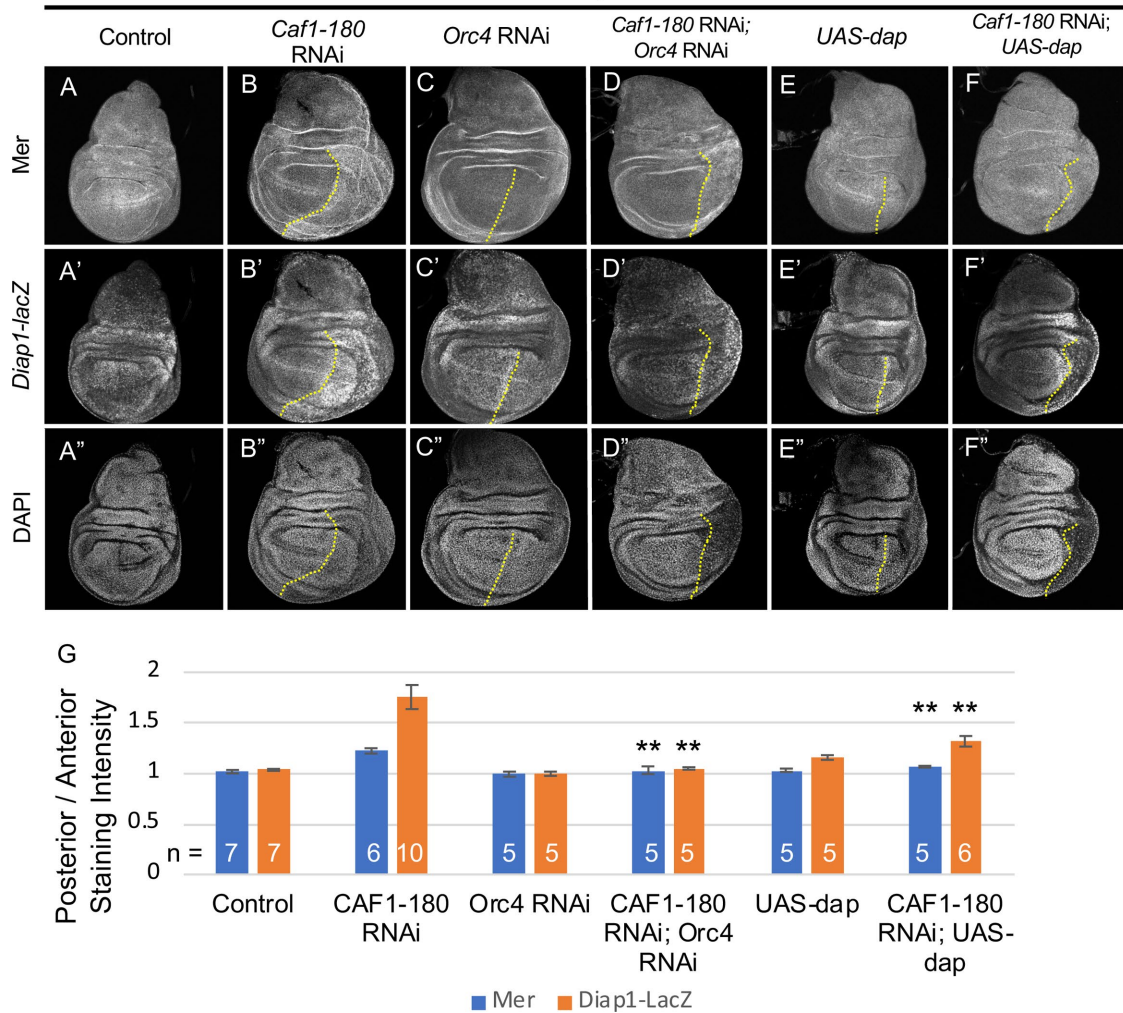 Control
Caf1-180
RNAi
Orc4 RNAi
Caf1-180 RNAi;
Orc4 RNAi
UAS-dap
Caf1-180 RNAi;
UAS-dap
Mer
A
B
C
D
E
F
Diap1-lacZ
A'
B'
C'
D'
E'
F'
DAPI
A"
B"
C"
D"
E"
F"
G
Posterior / Anterior
Staining Intensity
2
1.5
1
0.5
0
** **
** **
n = 7 7 6 10 5 5 5 5 5 5 5 6
Control
CAF1-180
RNAi
Orc4 RNAi
CAF1-180
RNAi; Orc4
RNAi
UAS-dap
CAF1-180
RNAi; UAS-
dap
Mer Diap1-LacZ